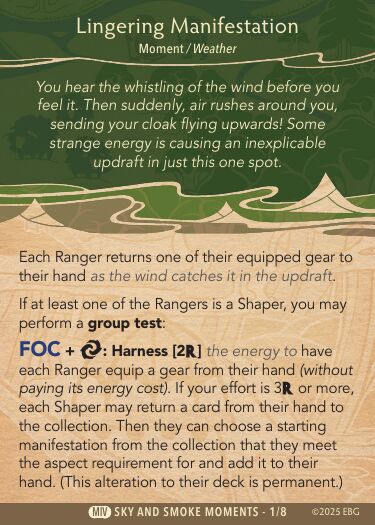 Lingering Manifestation
Moment / Weather
You hear the whistling of the wind before you
feel it. Then suddenly, air rushes around you,
sending your cloak flying upwards! Some
strange energy is causing an inexplicable
updraft in just this one spot.
Each Ranger returns one of their equipped gear to
their hand as the wind catches it in the updraft.
If at least one of the Rangers is a Shaper, you may
perform a group test:
FOC + : Harness [2R] the energy to have
each Ranger equip a gear from their hand (without
paying its energy cost). If your effort is 3R or more,
each Shaper may return a card from their hand to
the collection. Then they can choose a starting
manifestation from the collection that they meet
the aspect requirement for and add it to their
hand. (This alteration to their deck is permanent.)
MIV SKY AND SMOKE MOMENTS - 1/8 ©2025 EBG